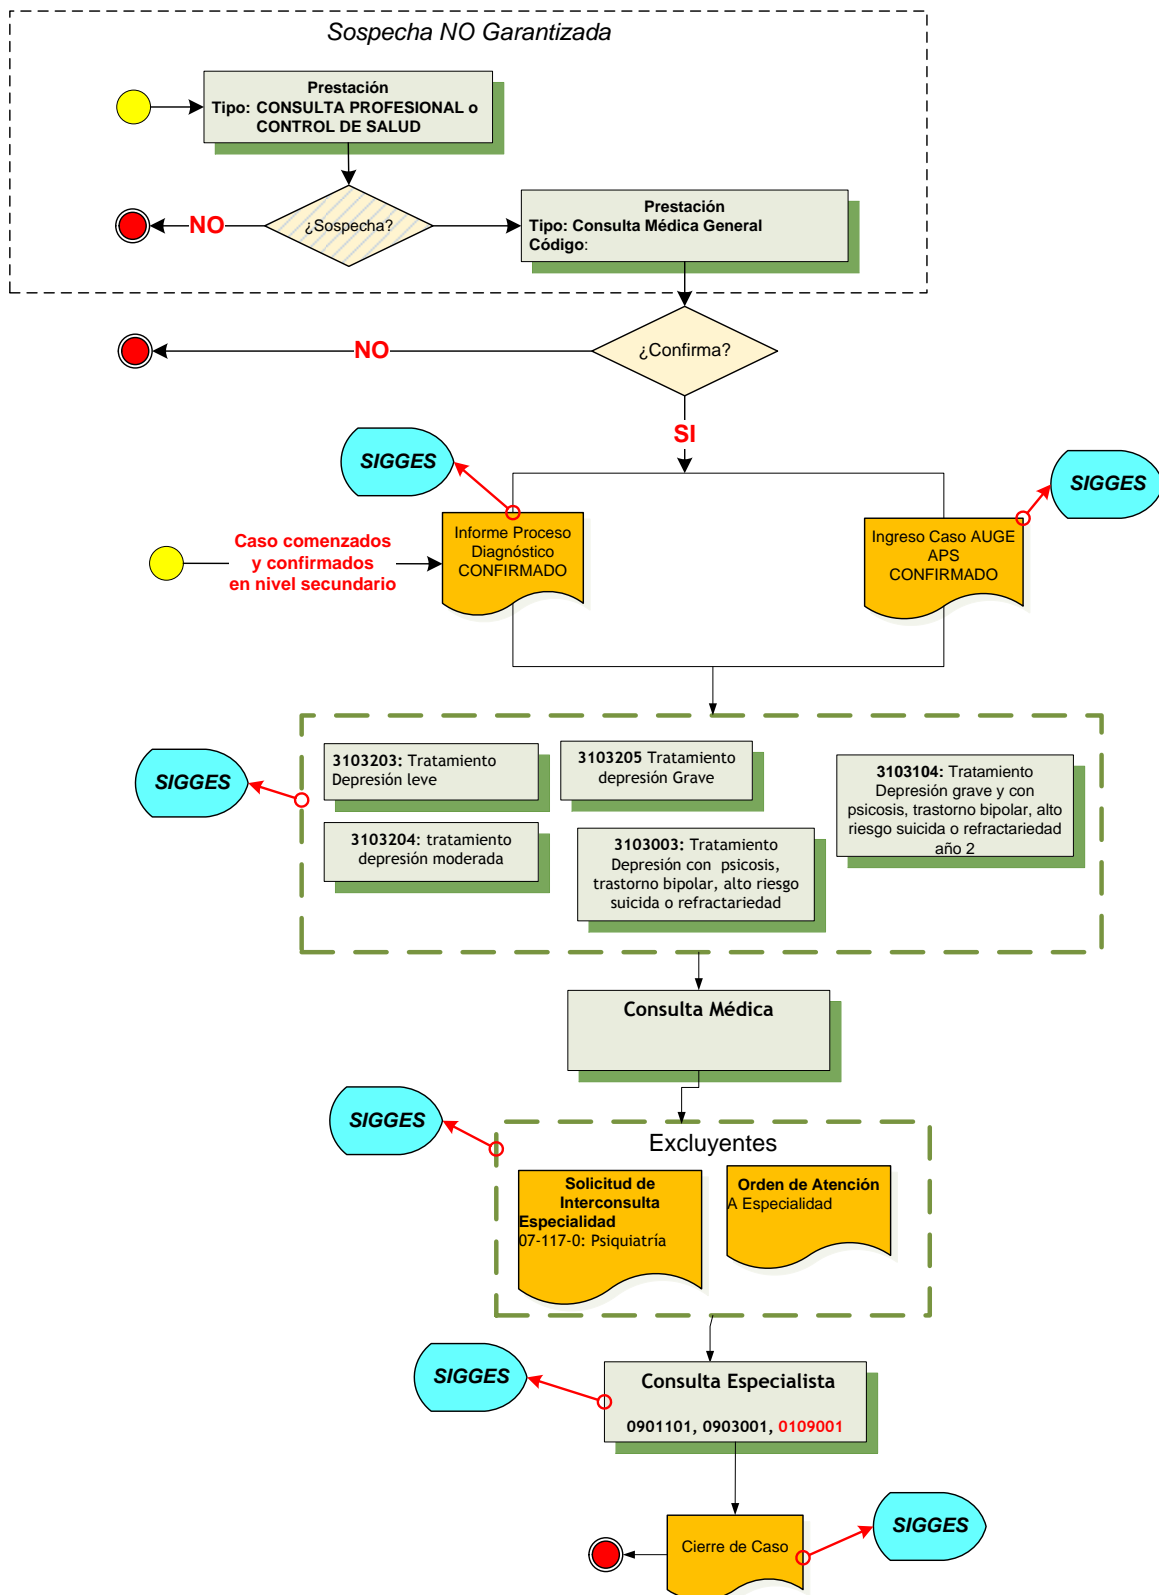 Sospecha NO Garantizada
Prestación
Tipo: CONSULTA PROFESIONAL o
CONTROL DE SALUD
NO
¿Sospecha?
Prestación
Tipo: Consulta Médica General
Código:
NO
¿Confirma?
SI
SIGGES
SIGGES
Informe Proceso
Diagnóstico
CONFIRMADO
Ingreso Caso AUGE
APS
CONFIRMADO
Caso comenzados
y confirmados
en nivel secundario
SIGGES
3103203: Tratamiento
Depresión leve
3103205 Tratamiento
depresión Grave
3103104: Tratamiento
Depresión grave y con
psicosis, trastorno bipolar, alto
riesgo suicida o refractariedad
año 2
3103204: tratamiento
depresión moderada
3103003: Tratamiento
Depresión con psicosis,
trastorno bipolar, alto riesgo
suicida o refractariedad
Consulta Médica
SIGGES
Excluyentes
Solicitud de
Interconsulta
Especialidad
07-117-0: Psiquiatría
Orden de Atención
A Especialidad
SIGGES
Consulta Especialista
0901101, 0903001, 0109001
Cierre de Caso
SIGGES